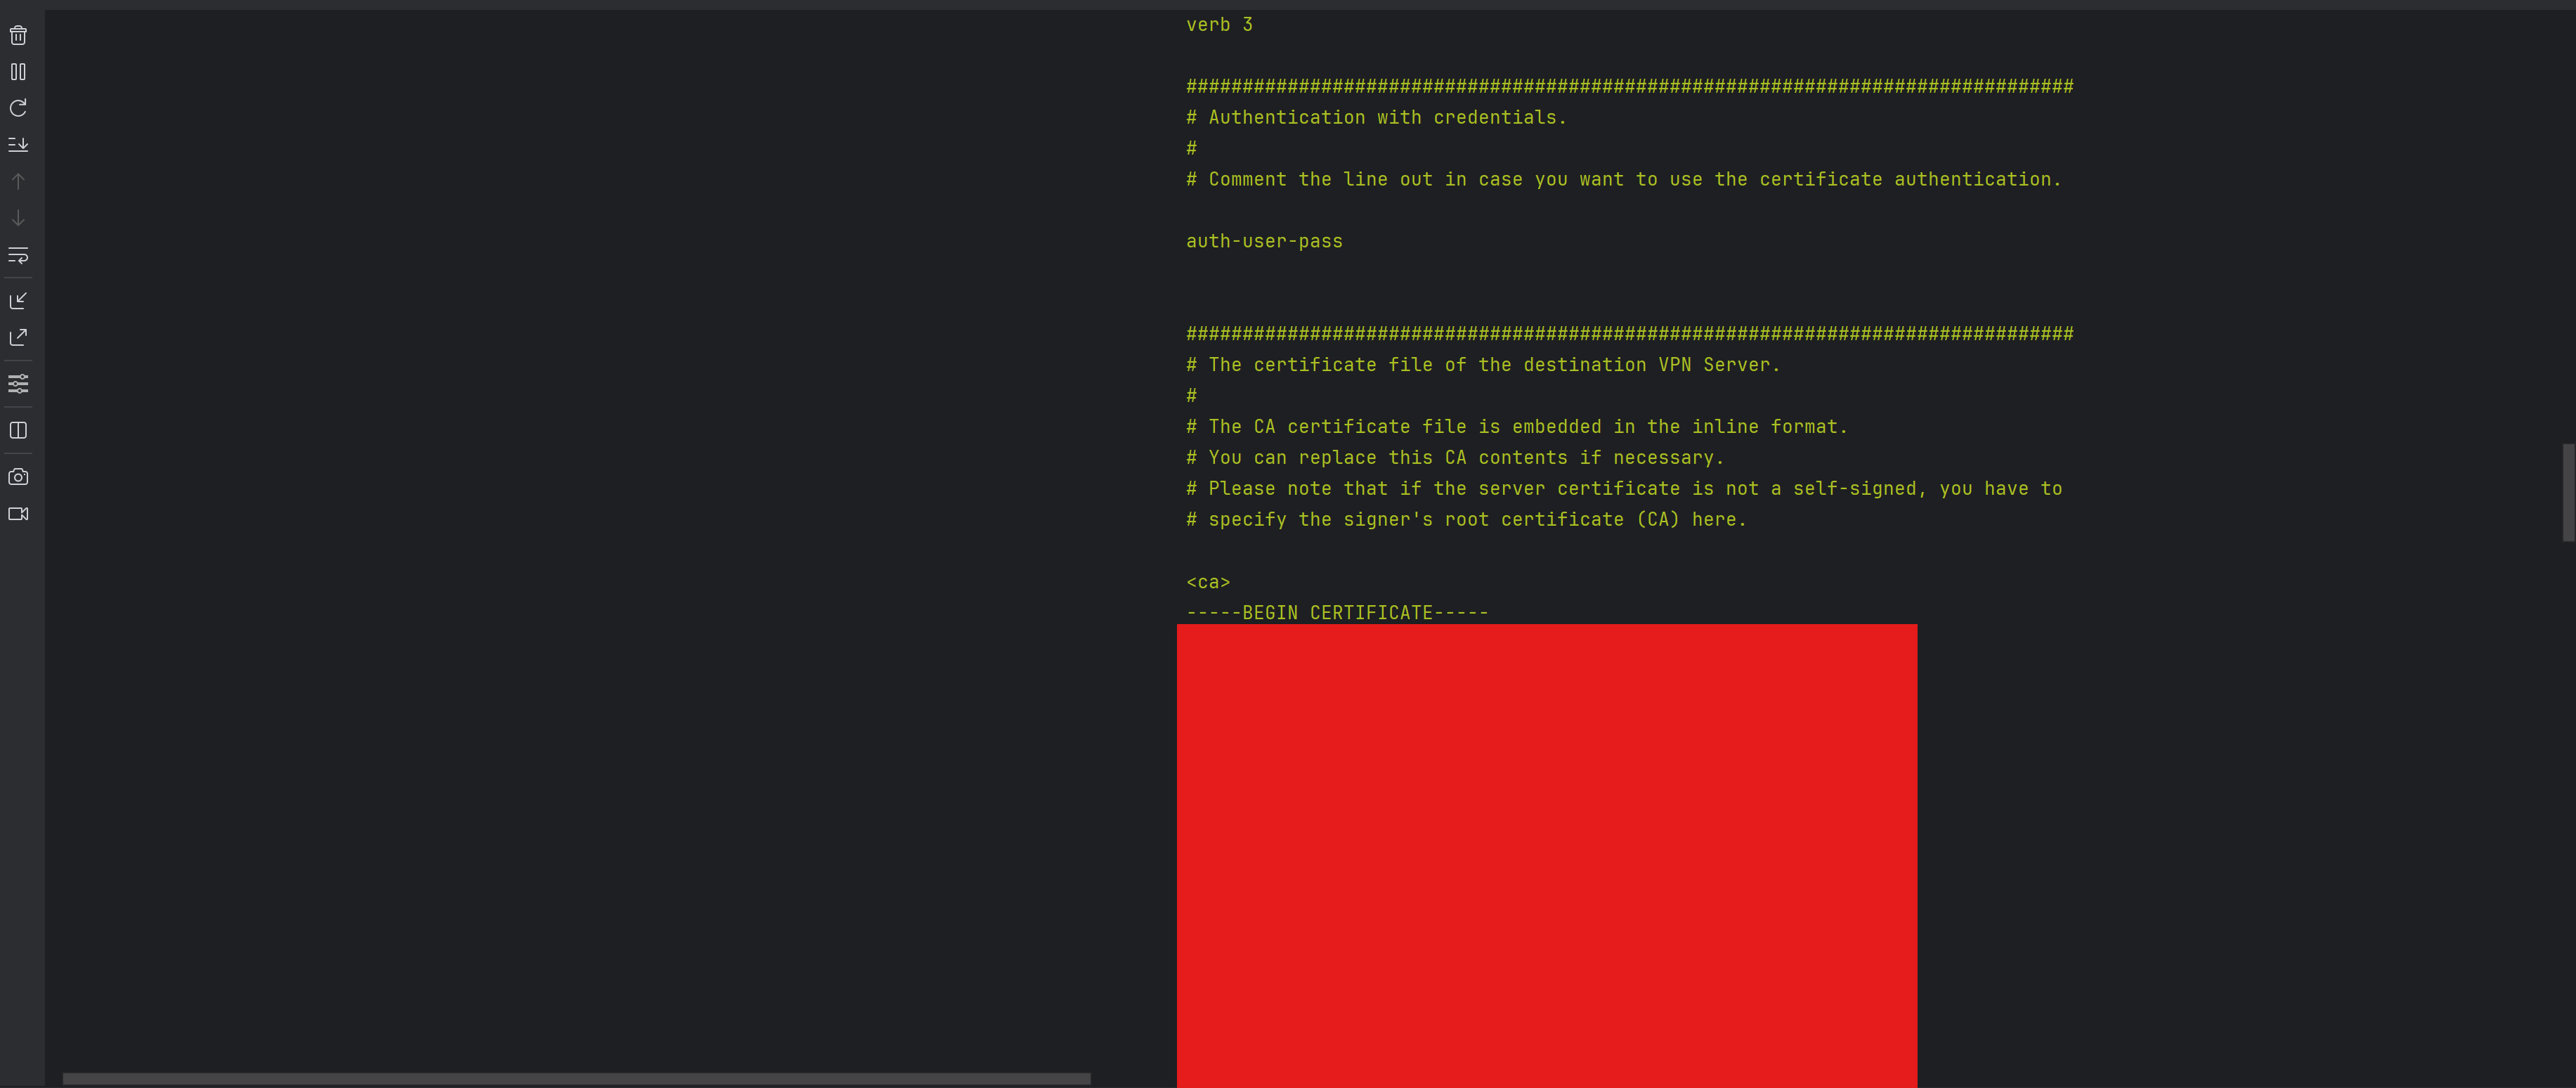 verb 3
###############################################################################
# Authentication with credentials.
#
# Comment the line out in case you want to use the certificate authentication.
auth-user-pass
###############################################################################
# The certificate file of the destination VPN Server.
#
# The CA certificate file is embedded in the inline format.
# You can replace this CA contents if necessary.
# Please note that if the server certificate is not a self-signed, you have to
# specify the signer's root certificate (CA) here.
<ca>
-----BEGIN CERTIFICATE-----